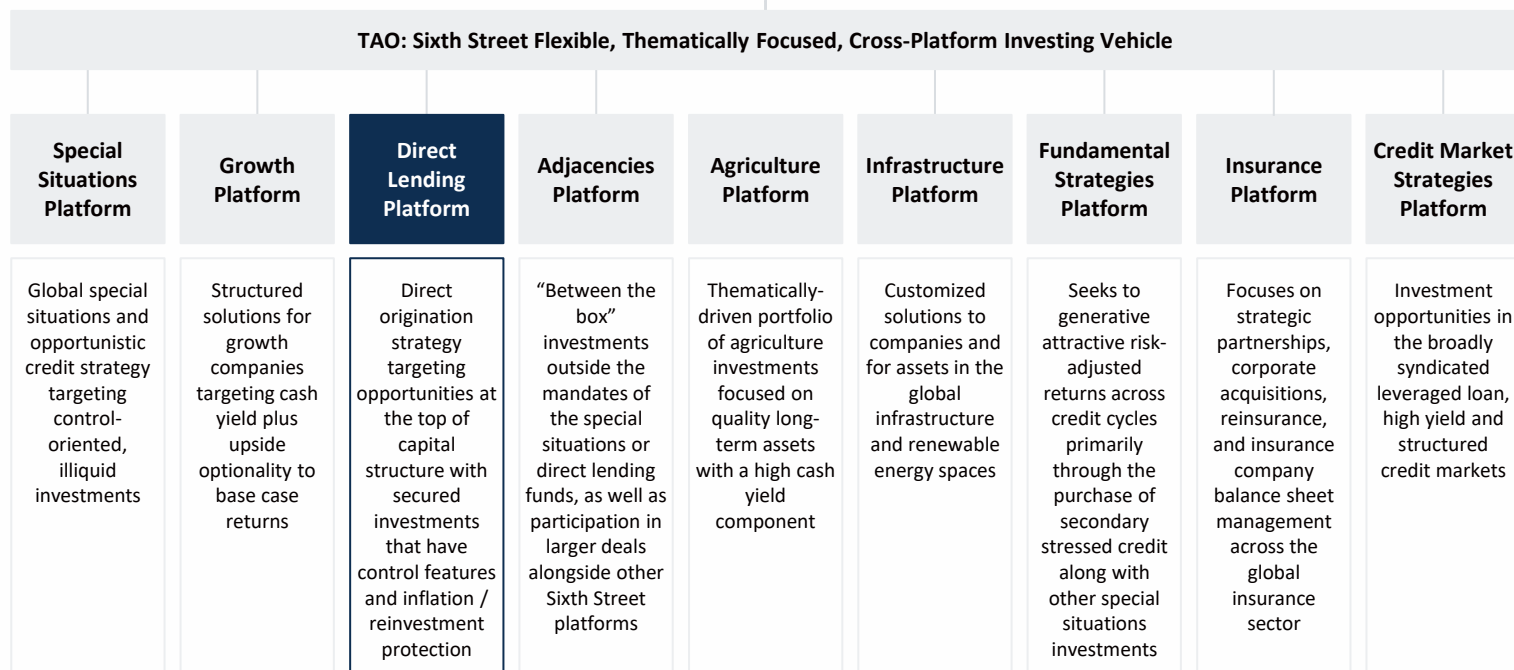 TAO: Sixth Street Flexible, Thematically Focused, Cross-Platform Investing Vehicle
Special
Situations
Platform
Growth
Platform
Direct
Lending
Platform
Adjacencies
Platform
Agriculture
Platform
Infrastructure
Platform
Fundamental
Strategies
Platform
Insurance
Platform
Credit Market
Strategies
Platform
Global special
situations and
opportunistic
credit strategy
targeting
control-
oriented,
illiquid
investments
Structured
solutions for
growth
companies
targeting cash
yield plus
upside
optionality to
base case
returns
Direct
origination
strategy
targeting
opportunities at
the top of
capital
structure with
secured
investments
that have
control features
and inflation /
reinvestment
protection
“Between the
box”
investments
outside the
mandates of
the special
situations or
direct lending
funds, as well as
participation in
larger deals
alongside other
Sixth Street
platforms
Thematically-
driven portfolio
of agriculture
investments
focused on
quality long-
term assets
with a high cash
yield
component
Customized
solutions to
companies and
for assets in the
global
infrastructure
and renewable
energy spaces
Seeks to
generative
attractive risk-
adjusted
returns across
credit cycles
primarily
through the
purchase of
secondary
stressed credit
along with
other special
situations
investments
Focuses on
strategic
partnerships,
corporate
acquisitions,
reinsurance,
and insurance
company
balance sheet
management
across the
global
insurance
sector
Investment
opportunities in
the broadly
syndicated
leveraged loan,
high yield and
structured
credit markets